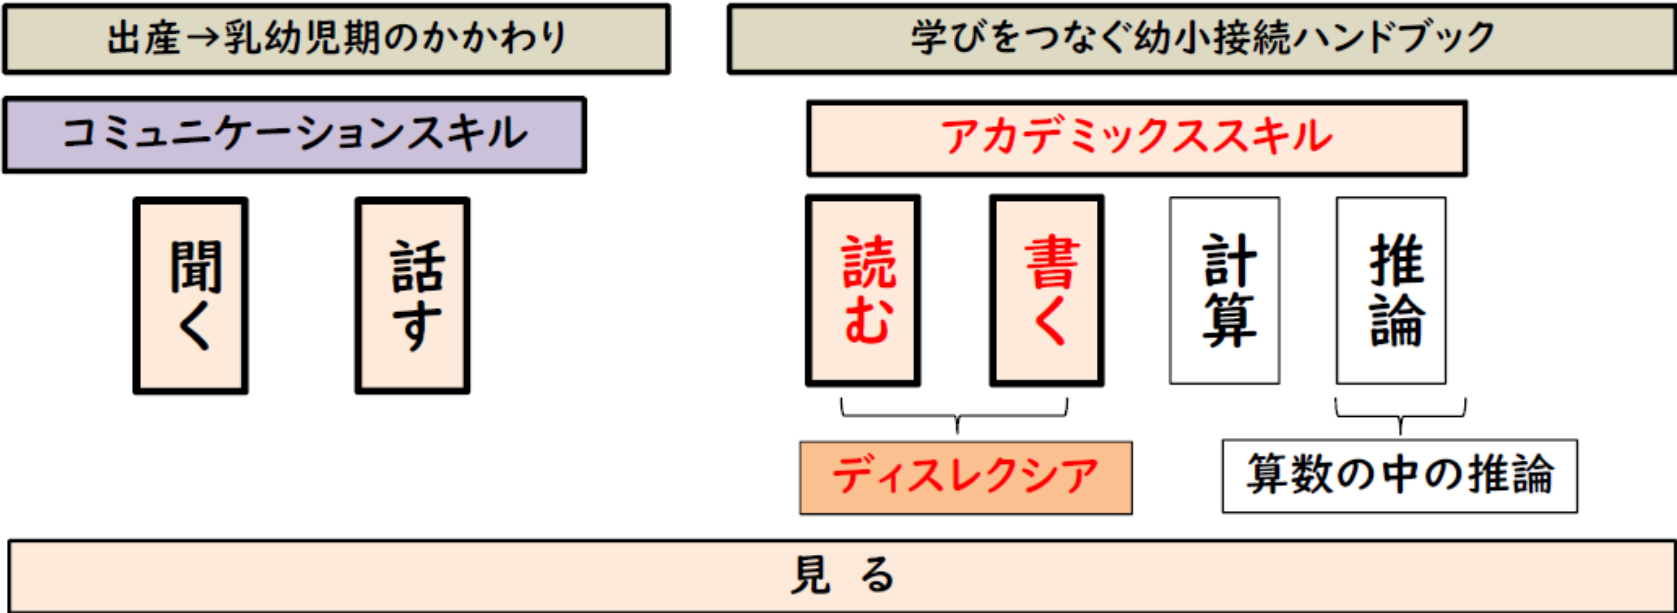 出産→乳幼児期のかかわり
学びをつなぐ幼小接続ハンドブック
コミュニケーションスキル
アカデミックススキル
聞く
話す
読む
書く
計算
推論
ディスレクシア
算数の中の推論
見る